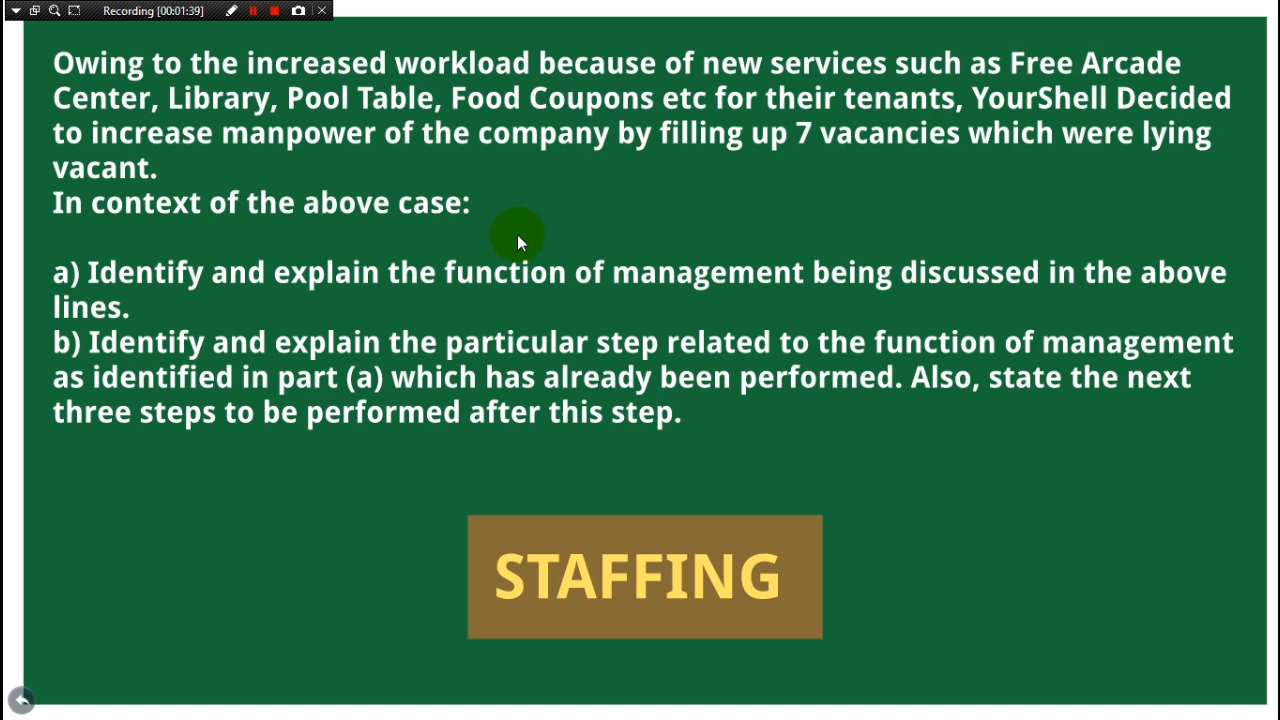 Recording [00:01:39]
Owing to the increased workload because of new services such as Free Arcade
Center, Library, Pool Table, Food Coupons etc for their tenants, YourShell Decided
to increase manpower of the company by filling up 7 vacancies which were lying
vacant.
In context of the above case:
a) Identify and explain the function of management being discussed in the above
lines.
b) Identify and explain the particular step related to the function of management
as identified in part (a) which has already been performed. Also, state the next
three steps to be performed after this step.
STAFFING